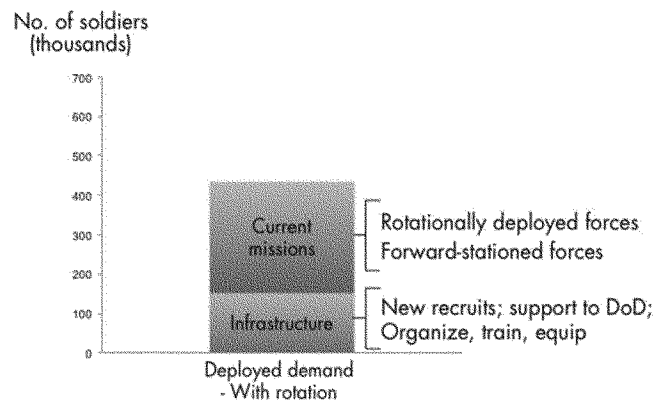 No. of soldiers
(thousands)
700
600
500
400
300
200
100
0
Current
missions
Infrastructure
Rotationally deployed forces
Forward-stationed forces
New recruits; support to DoD;
Organize, train, equip
Deployed demand
- With rotation